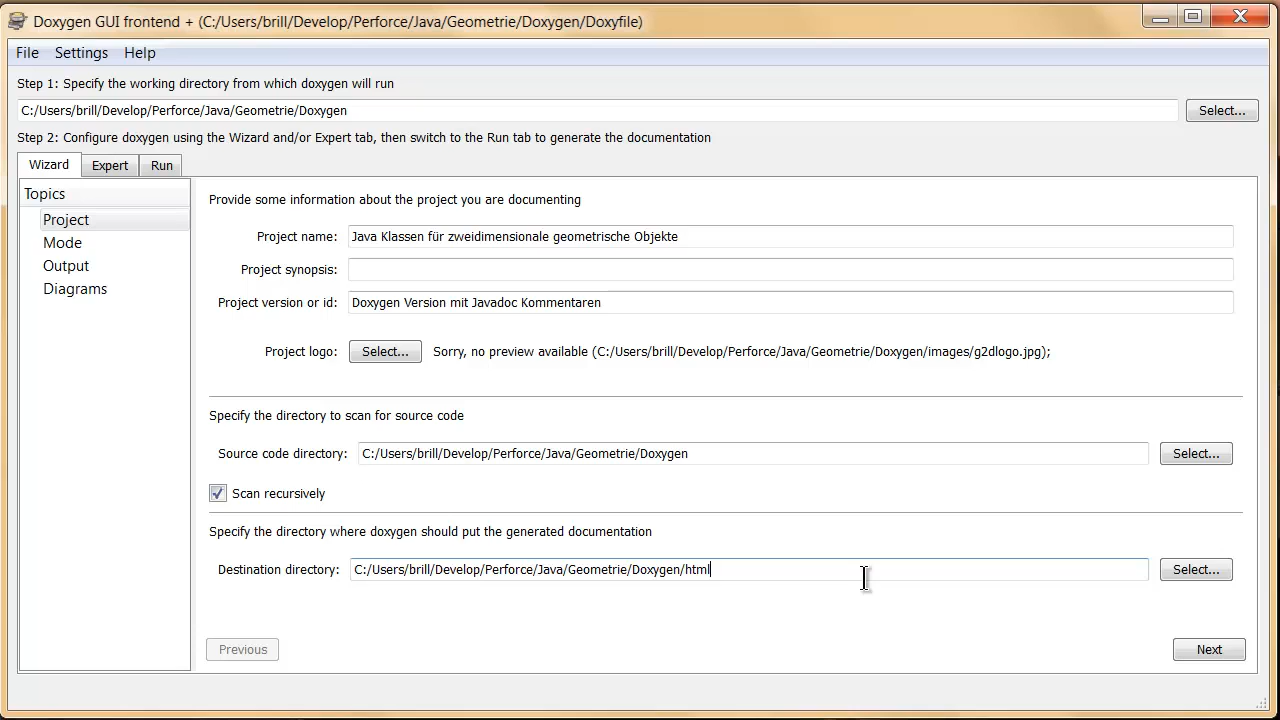 Doxygen GUI frontend + (C:/Users/brill/Develop/Perforce/Java/Geometrie/Doxygen/Doxyfile)
File Settings Help
Step 1: Specify the working directory from which doxygen will run
C:/Users/brill/Develop/Perforce/Java/Geometrie/Doxygen Select...
Step 2: Configure doxygen using the Wizard and/or Expert tab, then switch to the Run tab to generate the documentation
Wizard Expert Run
Topics
Project
Mode
Output
Diagrams
Provide some information about the project you are documenting
Project name: Java Klassen für zweidimensionale geometrische Objekte
Project synopsis:
Project version or id: Doxygen Version mit Javadoc Kommentaren
Project logo: Select... Sorry, no preview available (C:/Users/brill/Develop/Perforce/Java/Geometrie/Doxygen/images/g2dlogo.jpg);
Specify the directory to scan for source code
Source code directory: C:/Users/brill/Develop/Perforce/Java/Geometrie/Doxygen Select...
Scan recursively
Specify the directory where doxygen should put the generated documentation
Destination directory: C:/Users/brill/Develop/Perforce/Java/Geometrie/Doxygen/html Select...
Previous Next